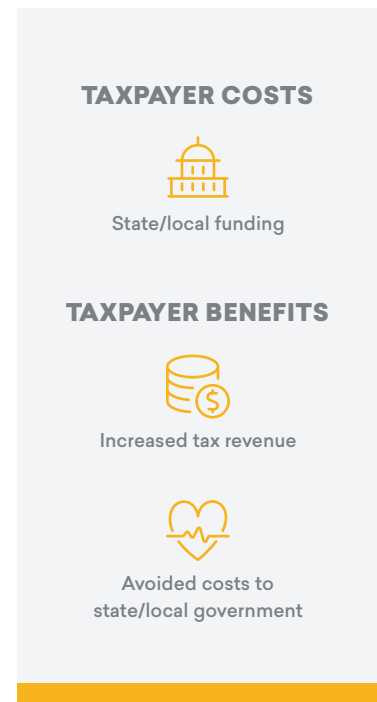 TAXPAYER COSTS
State/local funding
TAXPAYER BENEFITS
$
Increased tax revenue
Avoided costs to
state/local government